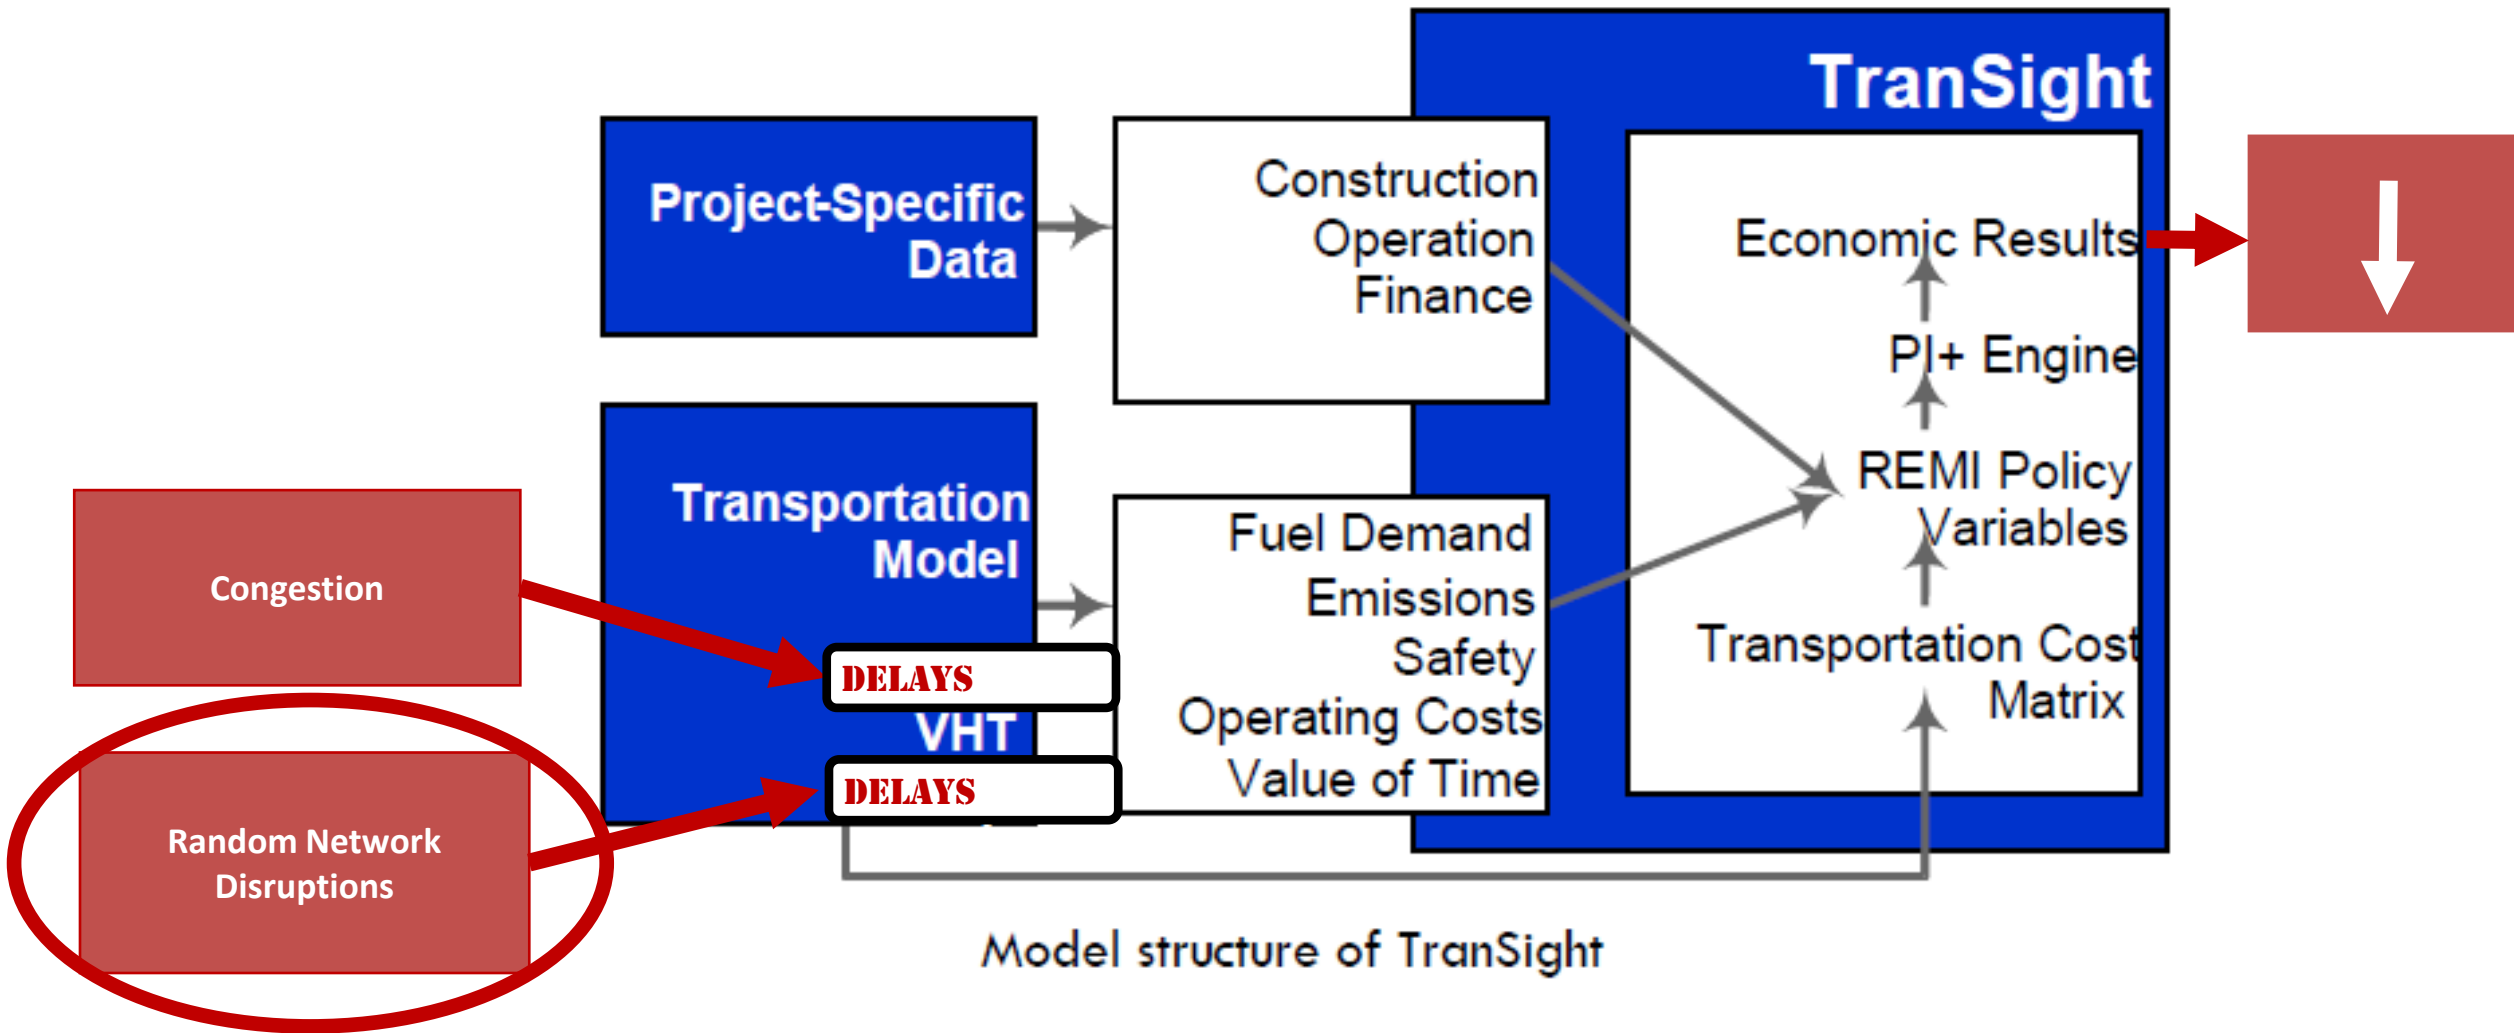 TranSight
Project-Specific
Data
Construction
Operation
Finance
Economic Results
PI+ Engine
REMI Policy
Variables
Transportation Cost
Matrix
Transportation
Model
VHT
Fuel Demand
Emissions
Safety
Operating Costs
Value of Time
Congestion
DELAYS
Random Network
Disruptions
DELAYS
Model structure of TranSight